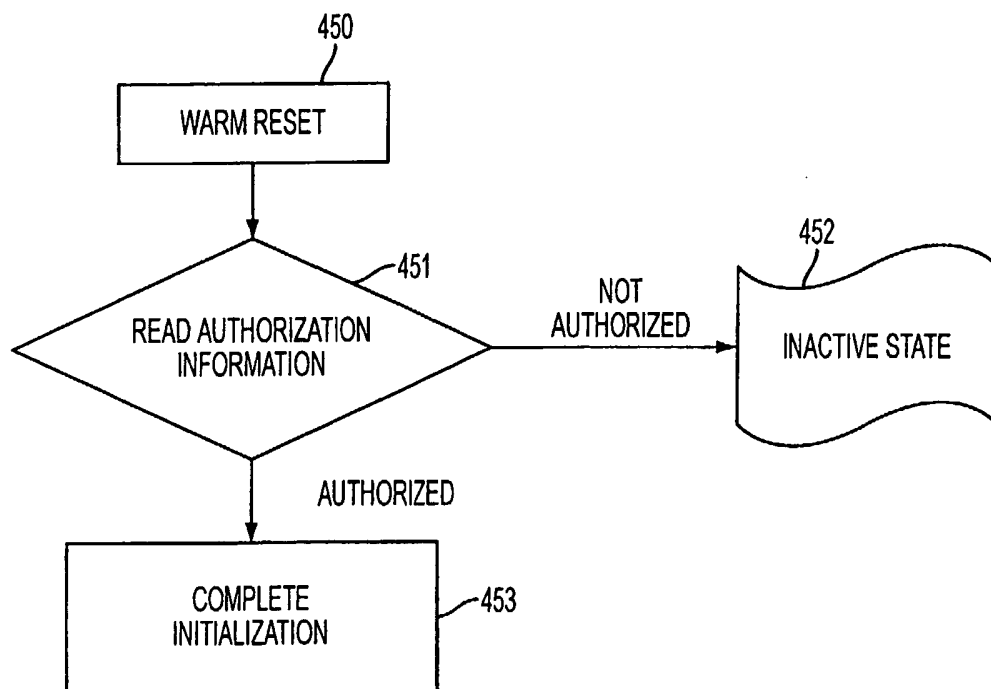 450
WARM RESET
451
READ AUTHORIZATION
INFORMATION
NOT
AUTHORIZED
452
INACTIVE STATE
AUTHORIZED
COMPLETE
INITIALIZATION
453